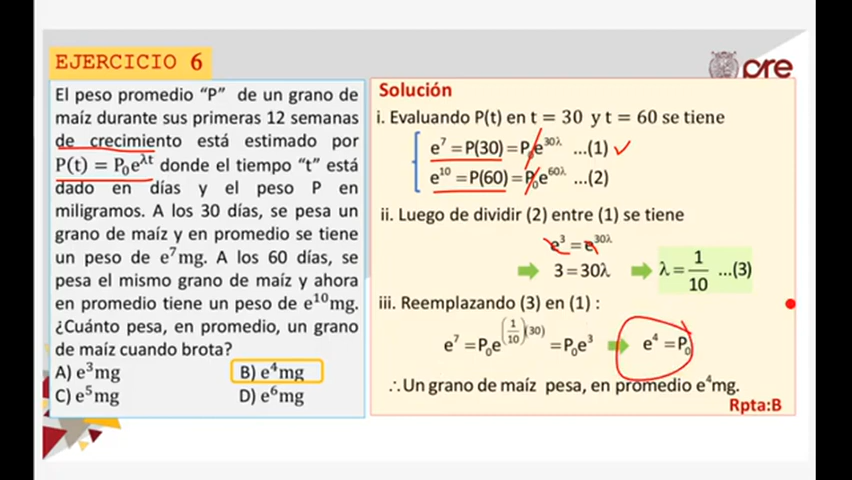 EJERCICIO 6
cpre
El peso promedio “P” de un grano de
maíz durante sus primeras 12 semanas
de crecimiento está estimado por
P(t) = P₀e^λt donde el tiempo “t” está
dado en días y el peso P en
miligramos. A los 30 días, se pesa un
grano de maíz y en promedio se tiene
un peso de e⁷mg. A los 60 días, se
pesa el mismo grano de maíz y ahora
en promedio tiene un peso de e¹⁰mg.
¿Cuánto pesa, en promedio, un grano
de maíz cuando brota?
A) e³mg B) e⁴mg
C) e⁵mg D) e⁶mg
Solución
i. Evaluando P(t) en t = 30 y t = 60 se tiene
e⁷ = P(30) = P₀e^30λ ...(1)
e¹⁰ = P(60) = P₀e^60λ ...(2)
ii. Luego de dividir (2) entre (1) se tiene
e³ = e^30λ
3 = 30λ λ = 1/10 ...(3)
iii. Reemplazando (3) en (1) :
e⁷ = P₀e^(1/10)(30) = P₀e³ e⁴ = P₀
∴Un grano de maíz pesa, en promedio e⁴mg.
Rpta:B